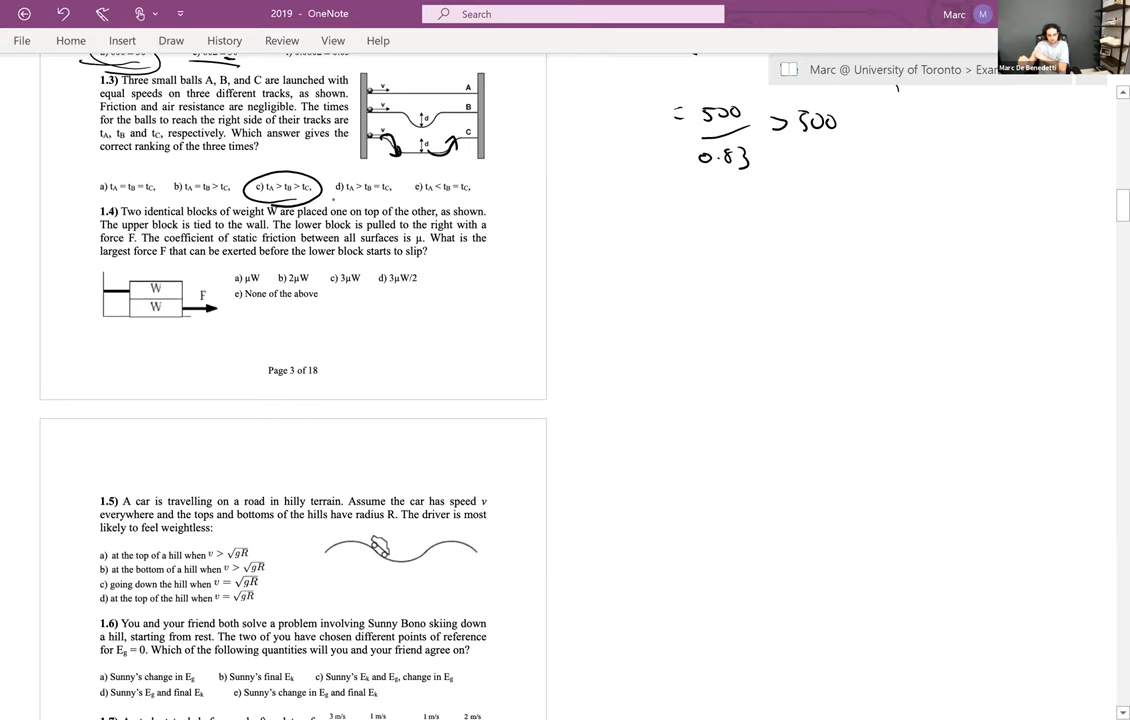 2019 - OneNote
Search
Marc
M
File
Home
Insert
Draw
History
Review
View
Help
Marc De Benedetti
Marc @ University of Toronto > Exa
1.3) Three small balls A, B, and C are launched with
equal speeds on three different tracks, as shown.
Friction and air resistance are negligible. The times
for the balls to reach the right side of their tracks are
tA, tB and tC, respectively. Which answer gives the
correct ranking of the three times?
v
A
v
B
d
v
C
d
a) tA = tB = tC,
b) tA = tB > tC,
c) tA > tB > tC,
d) tA > tB = tC,
e) tA < tB = tC,
1.4) Two identical blocks of weight W are placed one on top of the other, as shown.
The upper block is tied to the wall. The lower block is pulled to the right with a
force F. The coefficient of static friction between all surfaces is μ. What is the
largest force F that can be exerted before the lower block starts to slip?
W
W
F
a) μW b) 2μW c) 3μW d) 3μW/2
e) None of the above
Page 3 of 18
= 500 / 0.83 > 500
1.5) A car is travelling on a road in hilly terrain. Assume the car has speed v
everywhere and the tops and bottoms of the hills have radius R. The driver is most
likely to feel weightless:
a) at the top of a hill when v > √gR
b) at the bottom of a hill when v > √gR
c) going down the hill when v = √gR
d) at the top of the hill when v = √gR
1.6) You and your friend both solve a problem involving Sunny Bono skiing down
a hill, starting from rest. The two of you have chosen different points of reference
for Eg = 0. Which of the following quantities will you and your friend agree on?
a) Sunny's change in Eg
b) Sunny's final Ek
c) Sunny's Ek and Eg, change in Eg
d) Sunny's Eg and final Ek
e) Sunny's change in Eg and final Ek
3 m/s
1 m/s
1 m/s
2 m/s